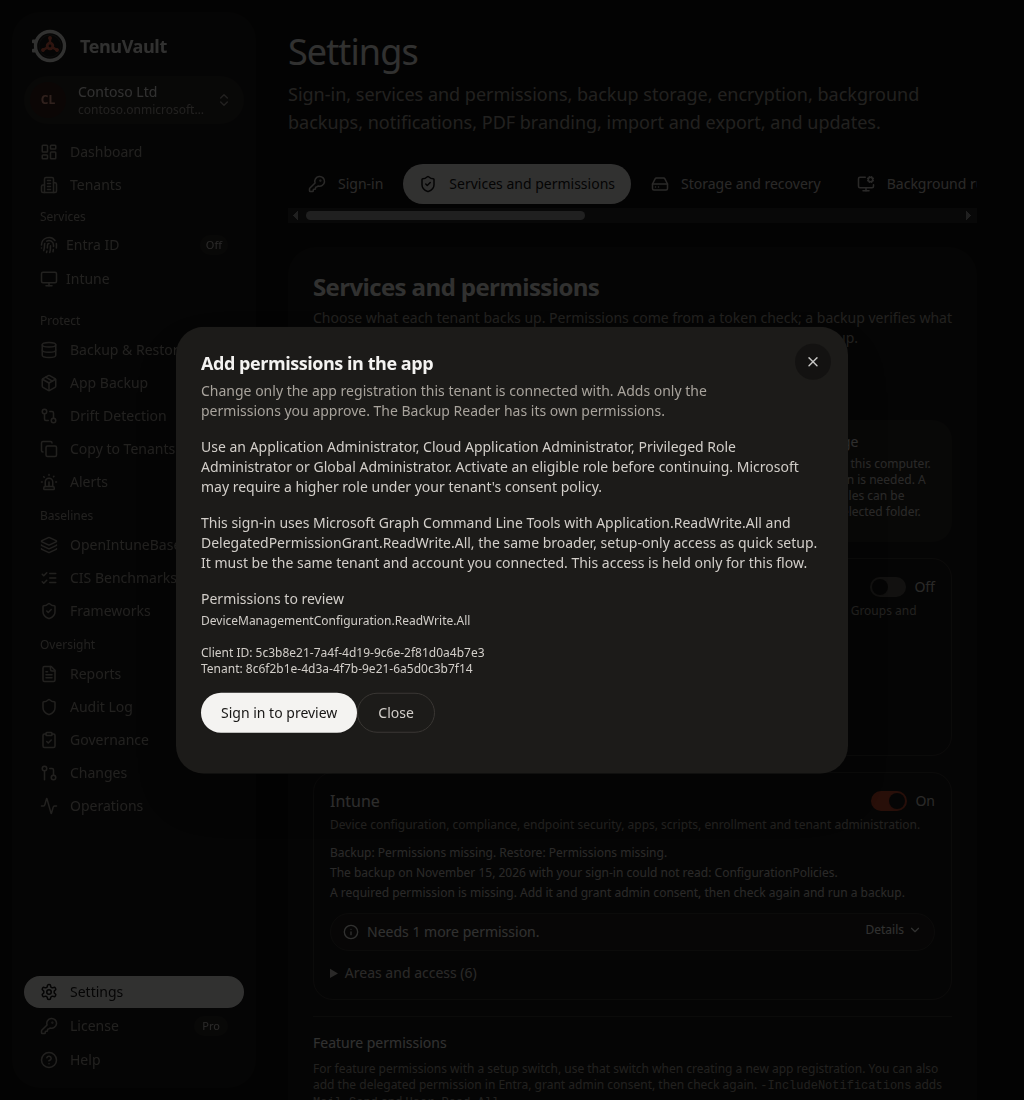 TenuVault
CL
Contoso Ltd
contoso.onmicrosoft...
Dashboard
Tenants
Services
Entra ID
Off
Intune
Protect
Backup & Restor
App Backup
Drift Detection
Copy to Tenants
Alerts
Baselines
OpenIntuneBas
CIS Benchmarks
Frameworks
Oversight
Reports
Audit Log
Governance
Changes
Operations
Settings
License
Pro
Help
Settings
Sign-in, services and permissions, backup storage, encryption, background
backups, notifications, PDF branding, import and export, and updates.
Sign-in
Services and permissions
Storage and recovery
Background r
Services and permissions
Choose what each tenant backs up. Permissions come from a token check; a backup verifies what
up.
ge
this computer.
n is needed. A
les can be
lected folder.
Off
Groups and
Add permissions in the app
Change only the app registration this tenant is connected with. Adds only the
permissions you approve. The Backup Reader has its own permissions.
Use an Application Administrator, Cloud Application Administrator, Privileged Role
Administrator or Global Administrator. Activate an eligible role before continuing. Microsoft
may require a higher role under your tenant's consent policy.
This sign-in uses Microsoft Graph Command Line Tools with Application.ReadWrite.All and
DelegatedPermissionGrant.ReadWrite.All, the same broader, setup-only access as quick setup.
It must be the same tenant and account you connected. This access is held only for this flow.
Permissions to review
DeviceManagementConfiguration.ReadWrite.All
Client ID: 5c3b8e21-7a4f-4d19-9c6e-2f81d0a4b7e3
Tenant: 8c6f2b1e-4d3a-4f7b-9e21-6a5d0c3b7f14
Sign in to preview
Close
Intune
On
Device configuration, compliance, endpoint security, apps, scripts, enrollment and tenant administration.
Backup: Permissions missing. Restore: Permissions missing.
The backup on November 15, 2026 with your sign-in could not read: ConfigurationPolicies.
A required permission is missing. Add it and grant admin consent, then check again and run a backup.
Needs 1 more permission.
Details
Areas and access (6)
Feature permissions
For feature permissions with a setup switch, use that switch when creating a new app registration. You can also
add the delegated permission in Entra, grant admin consent, then check again. -IncludeNotifications adds